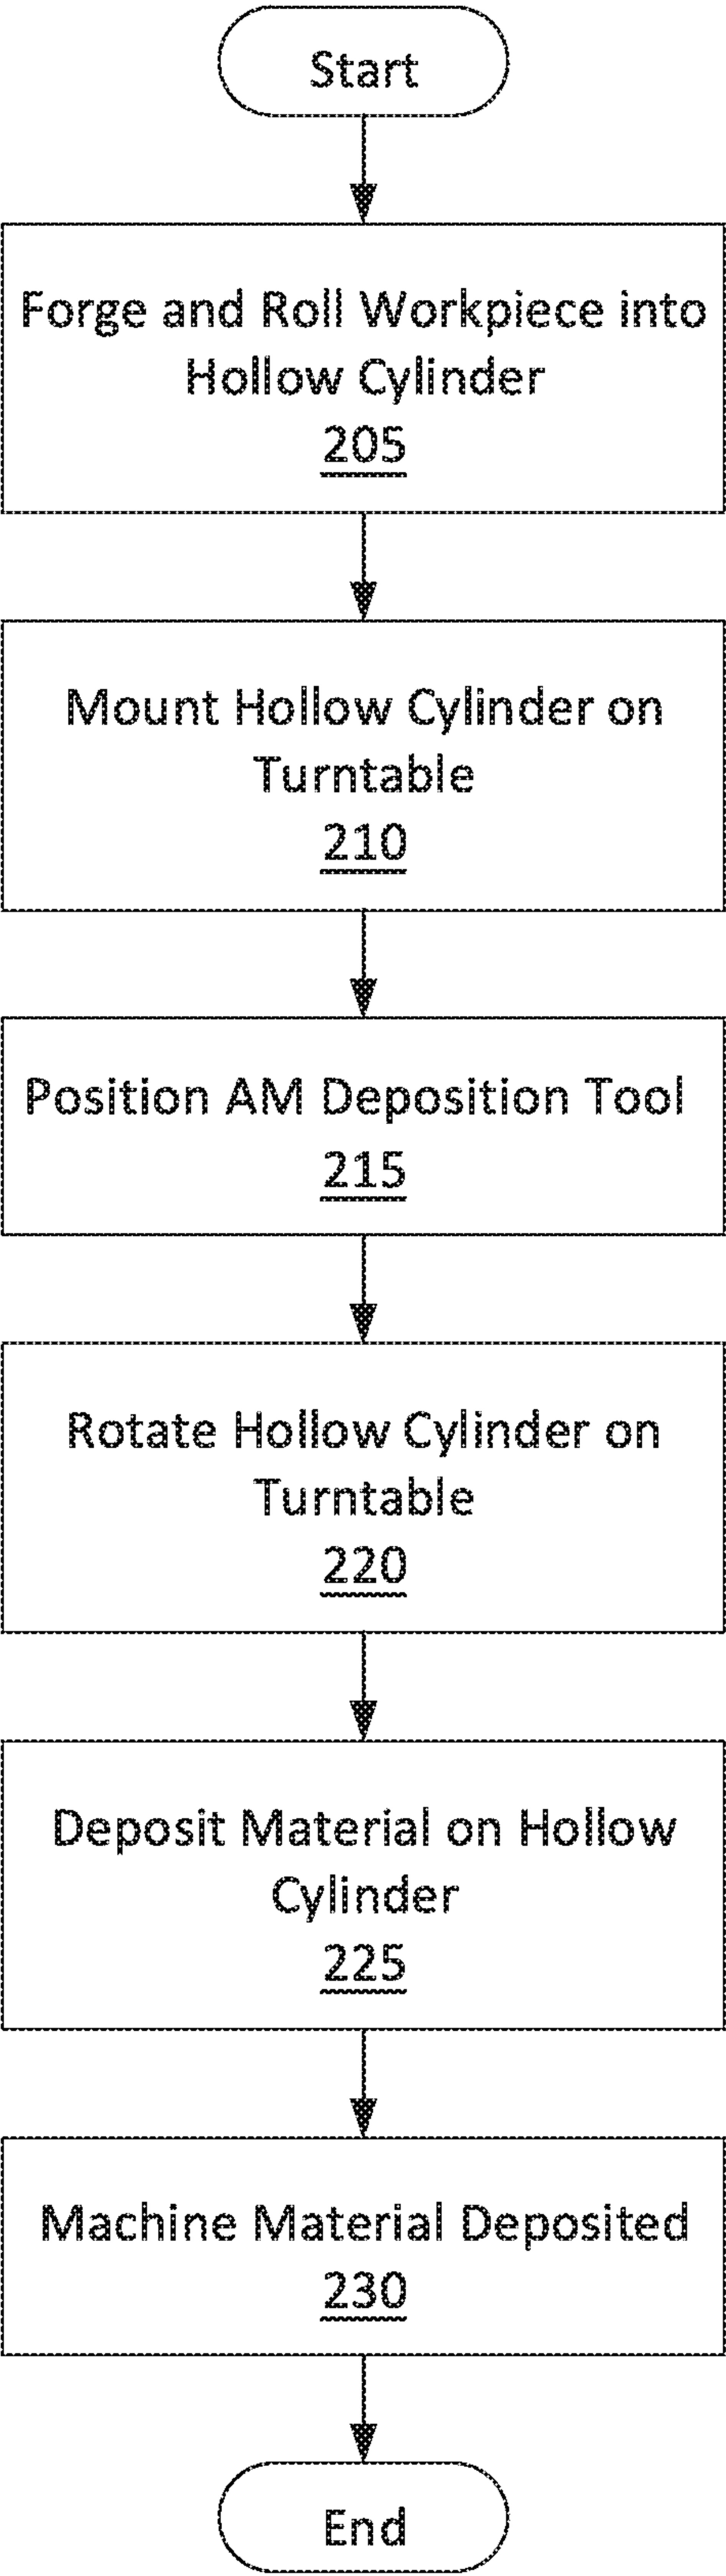 Start
Forge and Roll Workpiece into
Hollow Cylinder
205
Mount Hollow Cylinder on
Turntable
210
Position AM Deposition Tool
215
Rotate Hollow Cylinder on
Turntable
220
Deposit Material on Hollow
Cylinder
225
Machine Material Deposited
230
End